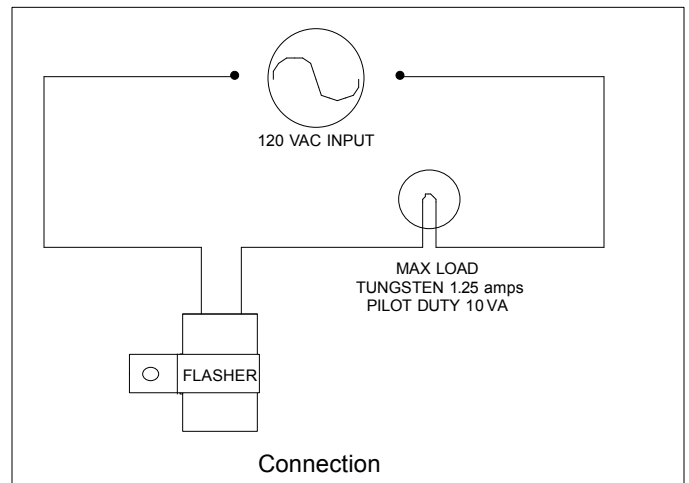 120 VAC INPUT
MAX LOAD
TUNGSTEN 1.25 amps
PILOT DUTY 10 VA
FLASHER
Connection